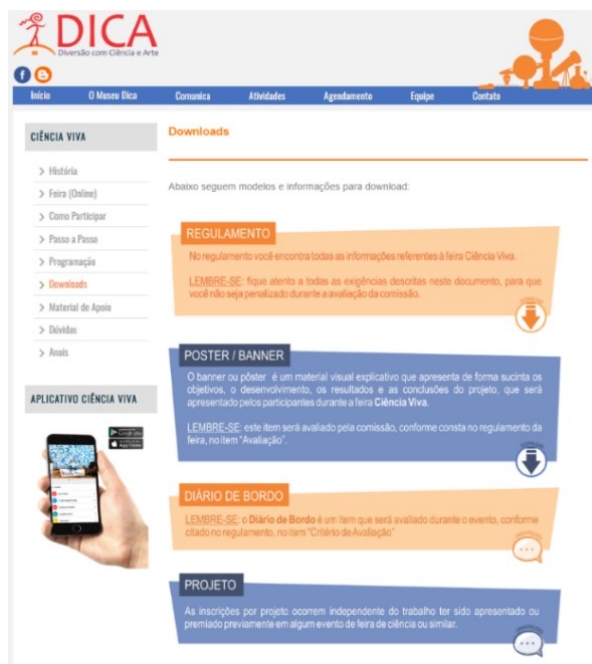 DICA
Diversão com Ciência e Arte
Início O Museu Dica Comunica Atividades Agendamento Equipe Contato
CIÊNCIA VIVA
História
Feira (Online)
Como Participar
Passo a Passo
Programação
Downloads
Material de Apoio
Dúvidas
Anais
APLICATIVO CIÊNCIA VIVA
Google play
App Store
Downloads
Abaixo seguem modelos e informações para download:
REGULAMENTO
No regulamento você encontra todas as informações referentes à feira Ciência Viva.
LEMBRE-SE: fique atento a todas as exigências descritas neste documento, para que
você não seja penalizado durante a avaliação da comissão.
POSTER / BANNER
O banner ou pôster é um material visual explicativo que apresenta de forma sucinta os
objetivos, o desenvolvimento, os resultados e as conclusões do projeto, que será
apresentado pelos participantes durante a feira Ciência Viva.
LEMBRE-SE: este item será avaliado pela comissão, conforme consta no regulamento da
feira, no item "Avaliação".
DIÁRIO DE BORDO
LEMBRE-SE: o Diário de Bordo é um item que será avaliado durante o evento, conforme
citado no regulamento, no item "Critério de Avaliação"
PROJETO
As inscrições por projeto ocorrem independente do trabalho ter sido apresentado ou
premiado previamente em algum evento de feira de ciência ou similar.